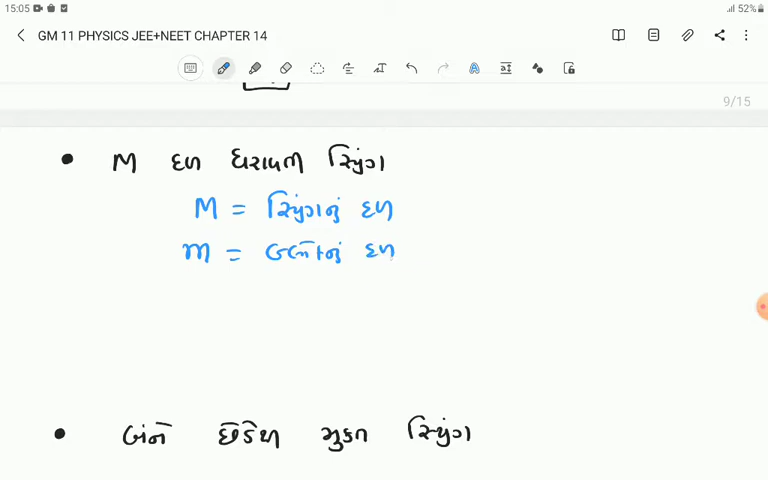 15:05 52%
GM 11 PHYSICS JEE+NEET CHAPTER 14
9/15
• M દળ ધરાવતી સ્પ્રિંગ
M = સ્પ્રિંગનું દળ
m = બ્લોકનું દળ
• બંને છેડેથી મુક્ત સ્પ્રિંગ